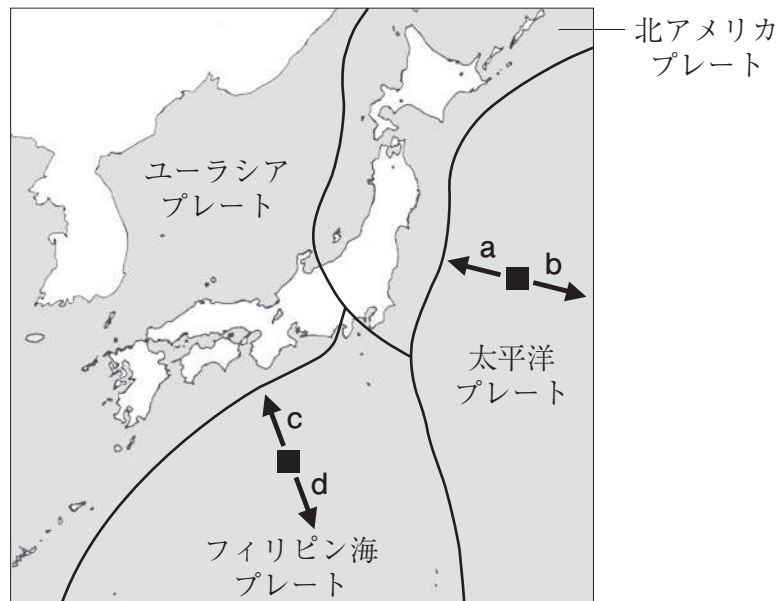 北アメリカ
プレート
ユーラシア
プレート
a
b
太平洋
プレート
c
d
フィリピン海
プレート